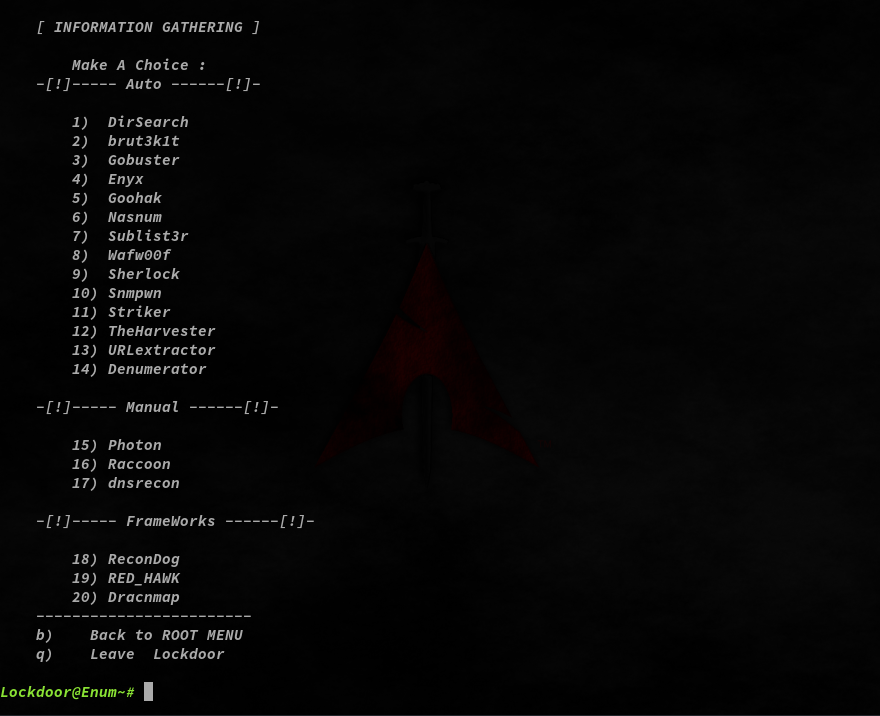 [ INFORMATION GATHERING ]
Make A Choice :
-[!]----- Auto ------[!]-
1) DirSearch
2) brut3k1t
3) Gobuster
4) Enyx
5) Goohak
6) Nasnum
7) Sublist3r
8) Wafw00f
9) Sherlock
10) Snmpwn
11) Striker
12) TheHarvester
13) URLextractor
14) Denumerator
-[!]----- Manual ------[!]-
15) Photon
16) Raccoon
17) dnsrecon
-[!]----- FrameWorks ------[!]-
18) ReconDog
19) RED_HAWK
20) Dracnmap
------------------------
b) Back to ROOT MENU
q) Leave Lockdoor
Lockdoor@Enum~#